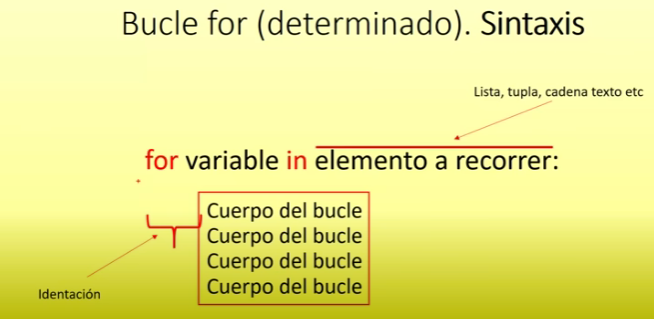 Bucle for (determinado). Sintaxis
Lista, tupla, cadena texto etc
for variable in elemento a recorrer:
Cuerpo del bucle
Cuerpo del bucle
Cuerpo del bucle
Cuerpo del bucle
Identación